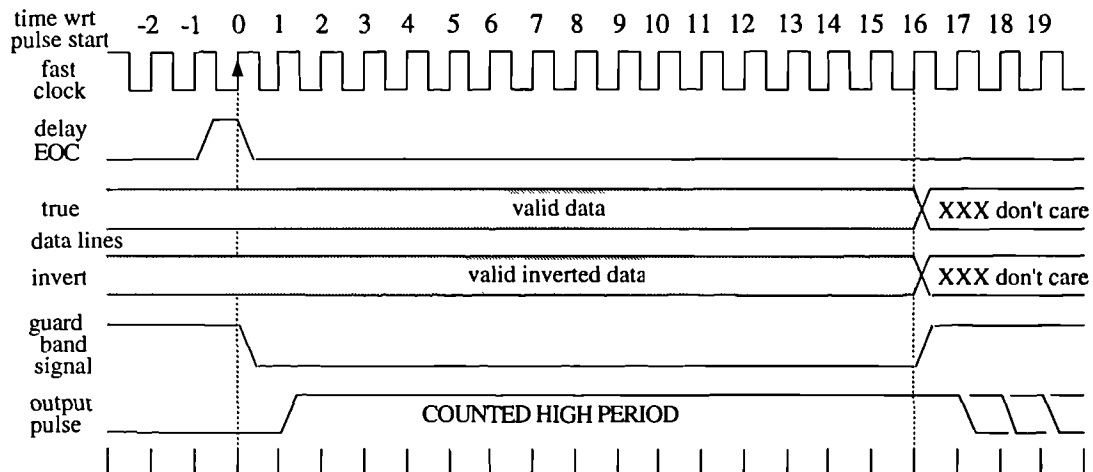 time wrt -2 -1 0 1 2 3 4 5 6 7 8 9 10 11 12 13 14 15 16 17 18 19
pulse start
fast
clock
delay
EOC
true valid data XXX don't care
data lines
invert valid inverted data XXX don't care
guard
band
signal
output
pulse COUNTED HIGH PERIOD